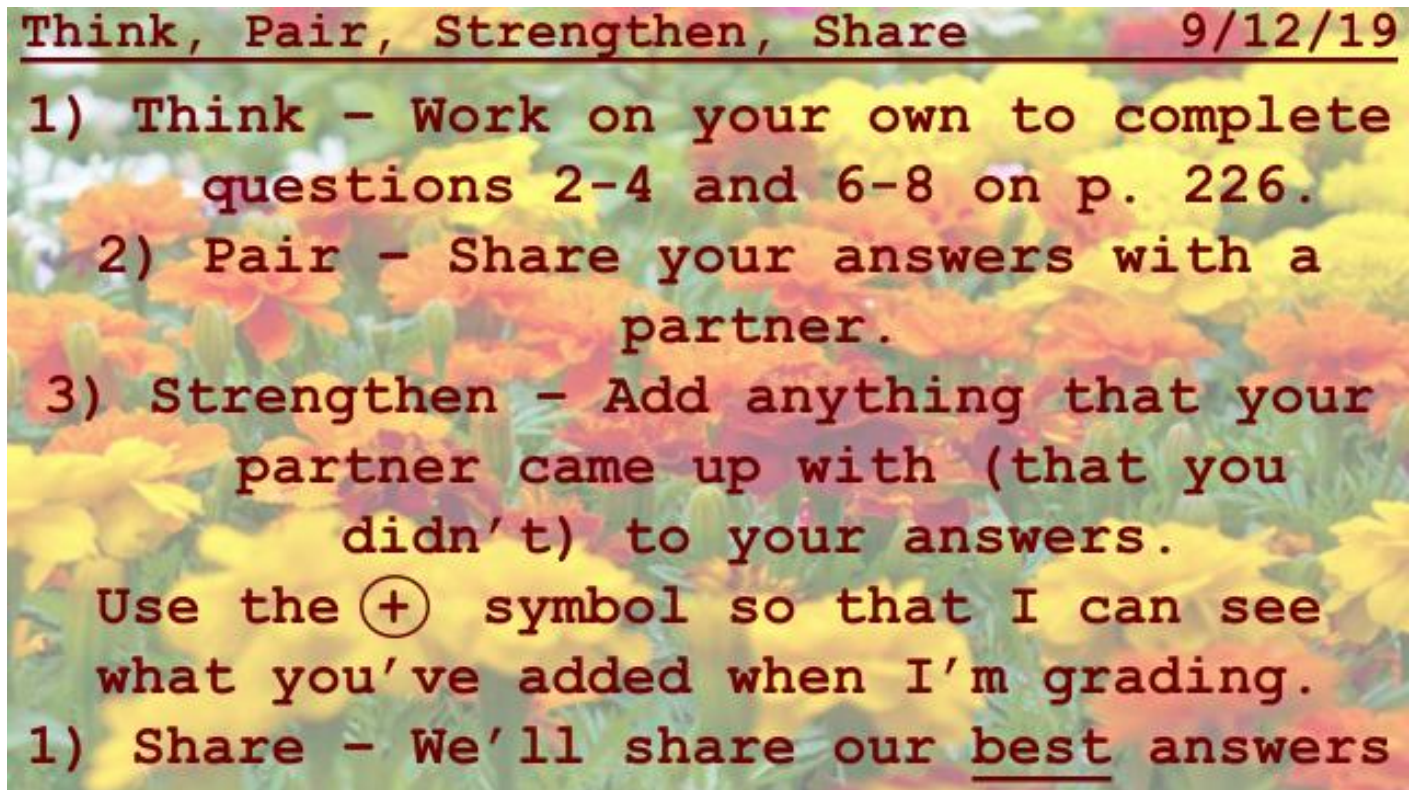 Think, Pair, Strengthen, Share 9/12/19
1) Think – Work on your own to complete
questions 2-4 and 6-8 on p. 226.
2) Pair – Share your answers with a
partner.
3) Strengthen – Add anything that your
partner came up with (that you
didn’t) to your answers.
Use the + symbol so that I can see
what you’ve added when I’m grading.
1) Share – We’ll share our best answers